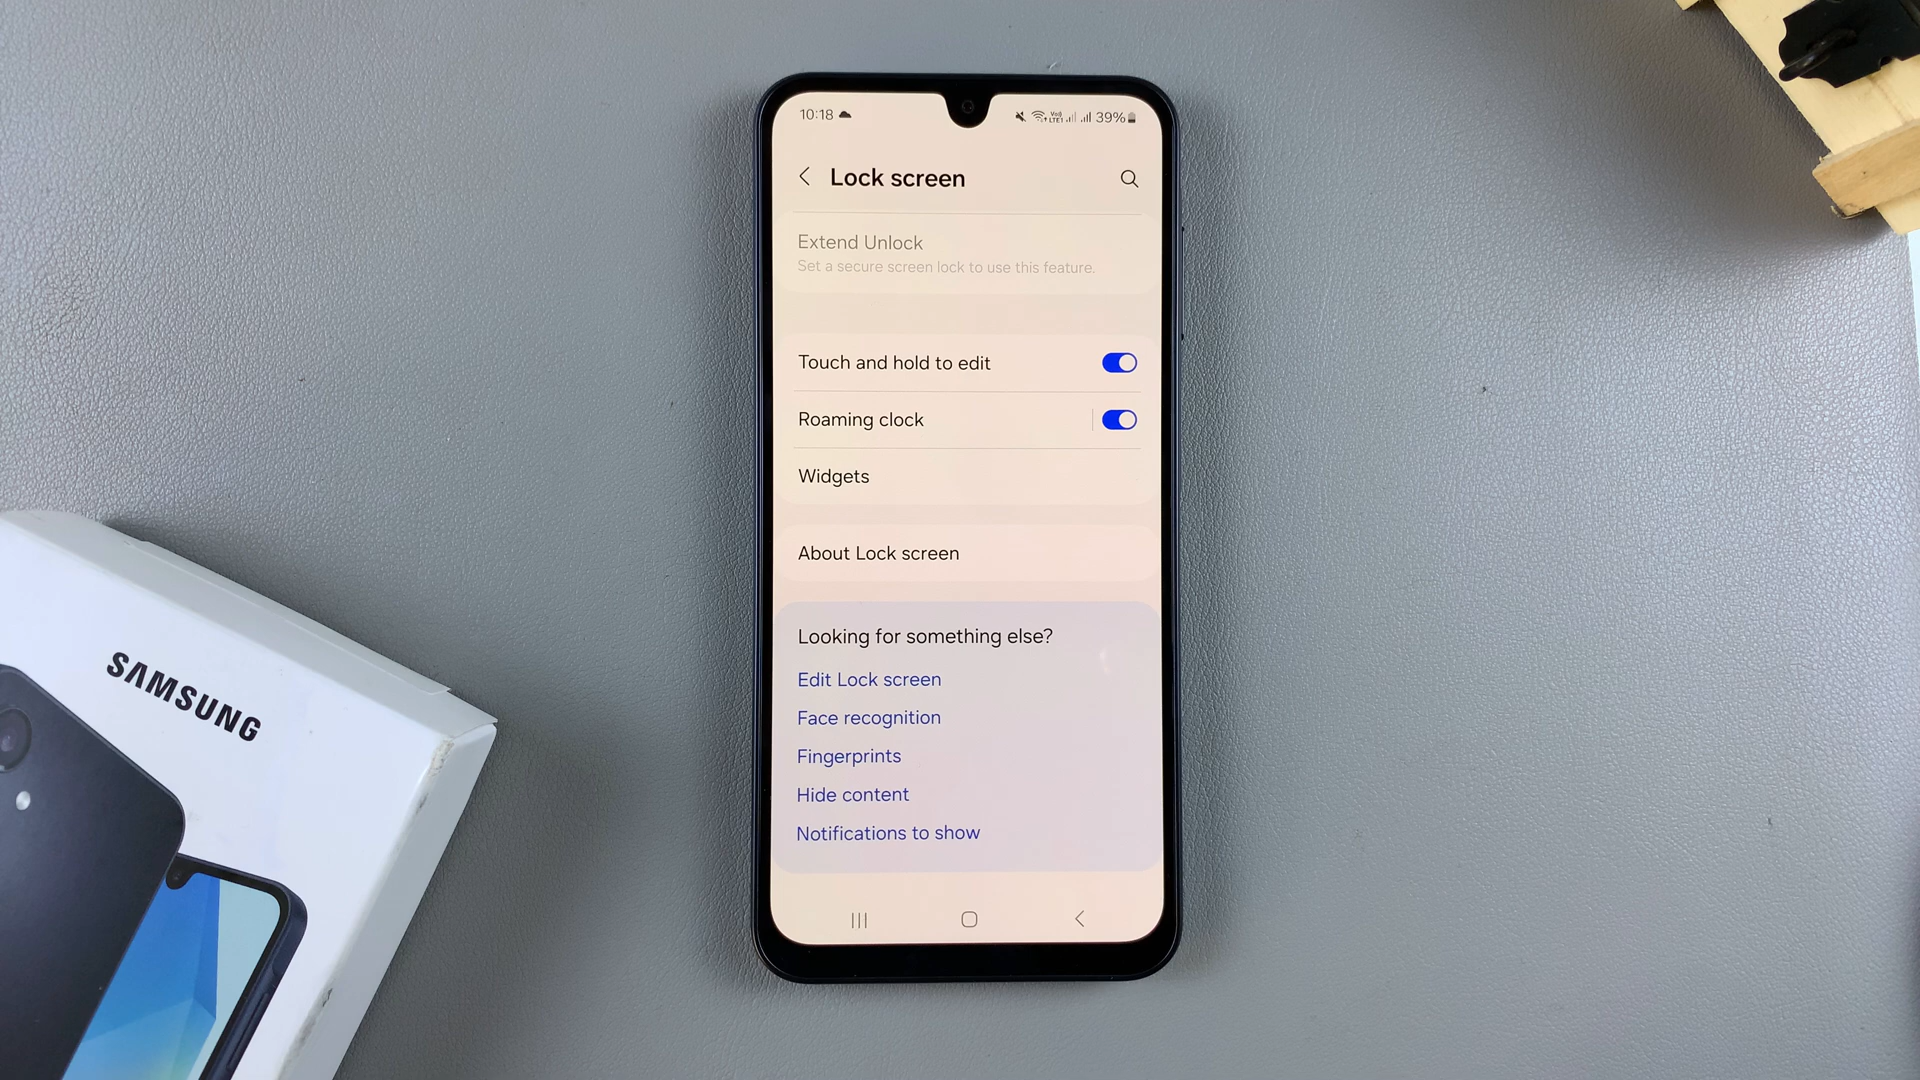 10:18
39%
Lock screen
Extend Unlock
Set a secure screen lock to use this feature.
Touch and hold to edit
Roaming clock
Widgets
About Lock screen
Looking for something else?
Edit Lock screen
Face recognition
Fingerprints
Hide content
Notifications to show
SAMSUNG